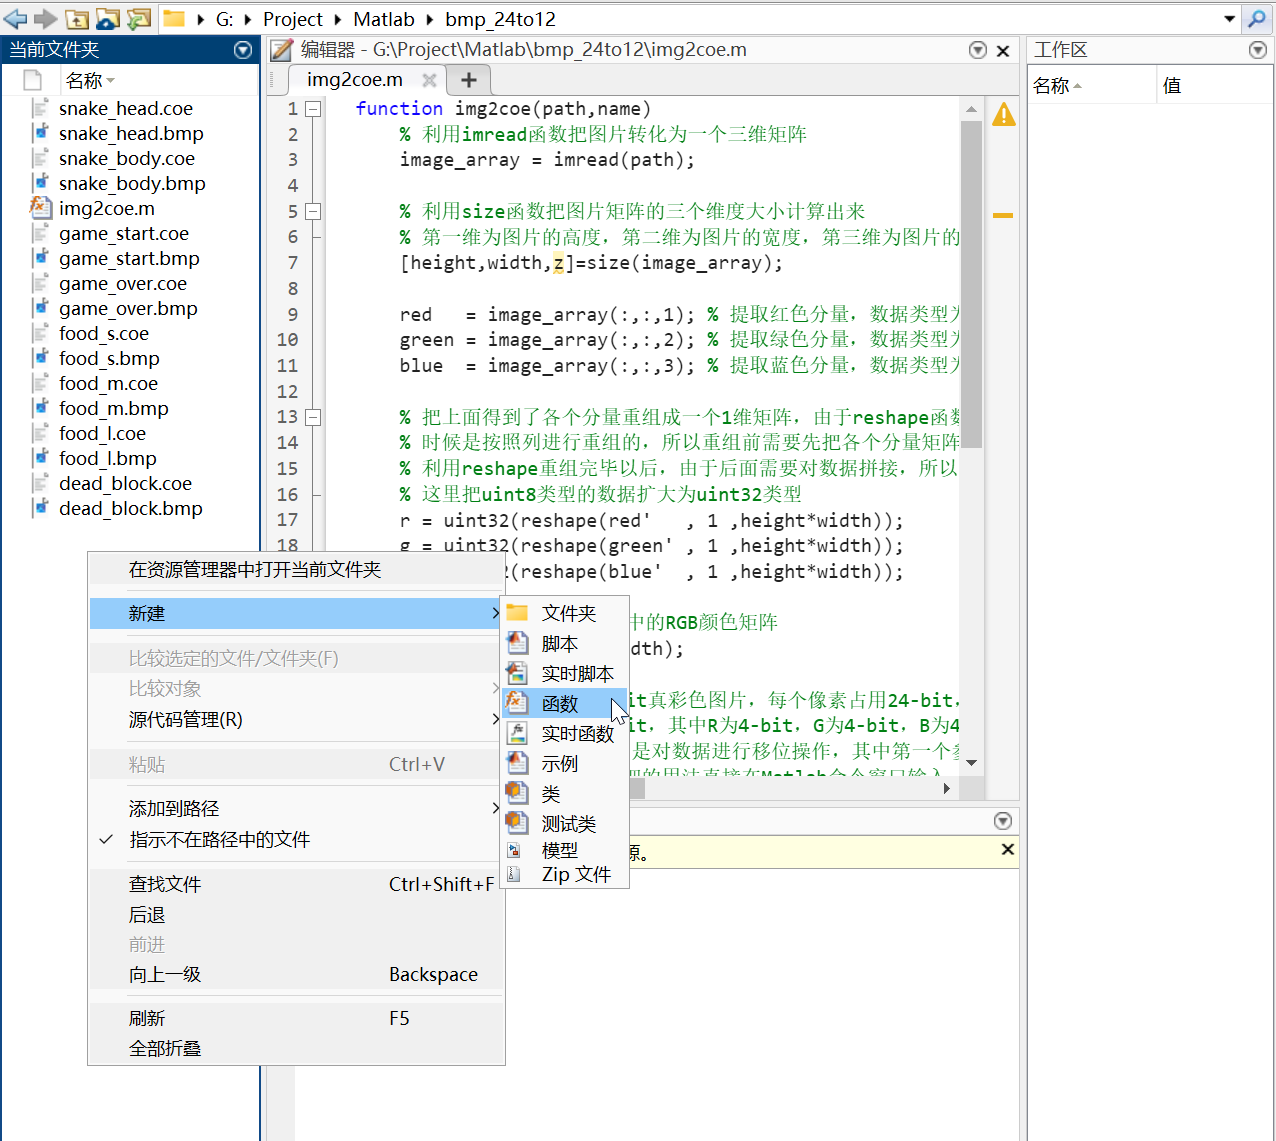 G: Project Matlab bmp_24to12
当前文件夹
名称
snake_head.coe
snake_head.bmp
snake_body.coe
snake_body.bmp
img2coe.m
game_start.coe
game_start.bmp
game_over.coe
game_over.bmp
food_s.coe
food_s.bmp
food_m.coe
food_m.bmp
food_l.coe
food_l.bmp
dead_block.coe
dead_block.bmp
编辑器 - G:\Project\Matlab\bmp_24to12\img2coe.m
img2coe.m
1 function img2coe(path,name)
2 % 利用imread函数把图片转化为一个三维矩阵
3 image_array = imread(path);
4
5 % 利用size函数把图片矩阵的三个维度大小计算出来
6 % 第一维为图片的高度，第二维为图片的宽度，第三维为图片的
7 [height,width,z]=size(image_array);
8
9 red   = image_array(:,:,1); % 提取红色分量，数据类型为
10 green = image_array(:,:,2); % 提取绿色分量，数据类型为
11 blue  = image_array(:,:,3); % 提取蓝色分量，数据类型为
12
13 % 把上面得到了各个分量重组成一个1维矩阵，由于reshape函数
14 % 时候是按照列进行重组的，所以重组前需要先把各个分量矩阵
15 % 利用reshape重组完毕以后，由于后面需要对数据拼接，所以
16 % 这里把uint8类型的数据扩大为uint32类型
17 r = uint32(reshape(red'   , 1 ,height*width));
18 g = uint32(reshape(green' , 1 ,height*width));
(reshape(blue'  , 1 ,height*width));
中的RGB颜色矩阵
dth);
it真彩色图片，每个像素占用24-bit，
it，其中R为4-bit，G为4-bit，B为4
是对数据进行移位操作，其中第一个参
的用法直接在Matlab命令窗口输入
源。
在资源管理器中打开当前文件夹
新建
比较选定的文件/文件夹(F)
比较对象
源代码管理(R)
粘贴 Ctrl+V
添加到路径
指示不在路径中的文件
查找文件 Ctrl+Shift+F
后退
前进
向上一级 Backspace
刷新 F5
全部折叠
文件夹
脚本
实时脚本
函数
实时函数
示例
类
测试类
模型
Zip 文件
工作区
名称 值